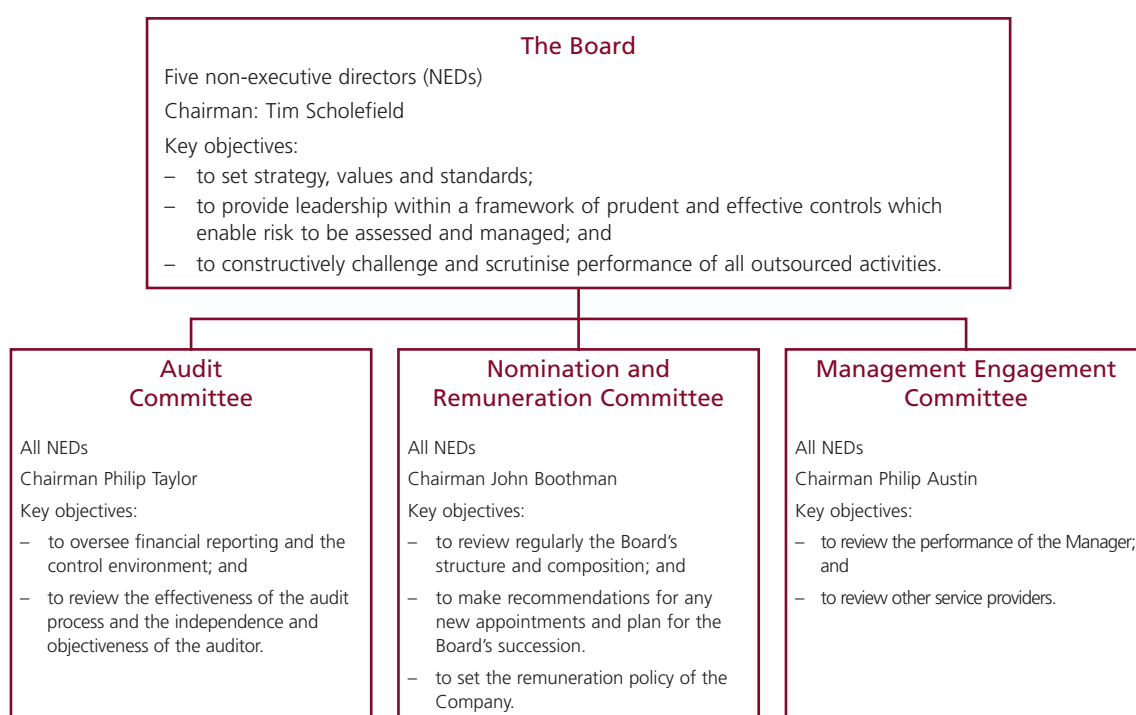 The Board
Five non-executive directors (NEDs)
Chairman: Tim Scholefield
Key objectives:
– to set strategy, values and standards;
– to provide leadership within a framework of prudent and effective controls which
enable risk to be assessed and managed; and
– to constructively challenge and scrutinise performance of all outsourced activities.
Audit
Committee
All NEDs
Chairman Philip Taylor
Key objectives:
– to oversee financial reporting and the
control environment; and
– to review the effectiveness of the audit
process and the independence and
objectiveness of the auditor.
Nomination and
Remuneration Committee
All NEDs
Chairman John Boothman
Key objectives:
– to review regularly the Board's
structure and composition; and
– to make recommendations for any
new appointments and plan for the
Board's succession.
– to set the remuneration policy of the
Company.
Management Engagement
Committee
All NEDs
Chairman Philip Austin
Key objectives:
– to review the performance of the Manager;
and
– to review other service providers.